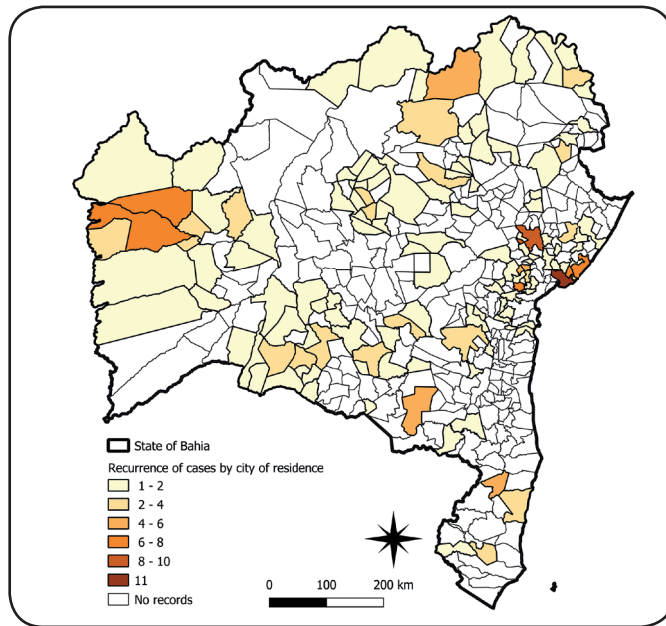 State of Bahia
Recurrence of cases by city of residence
1 - 2
2 - 4
4 - 6
6 - 8
8 - 10
11
No records
0 100 200 km